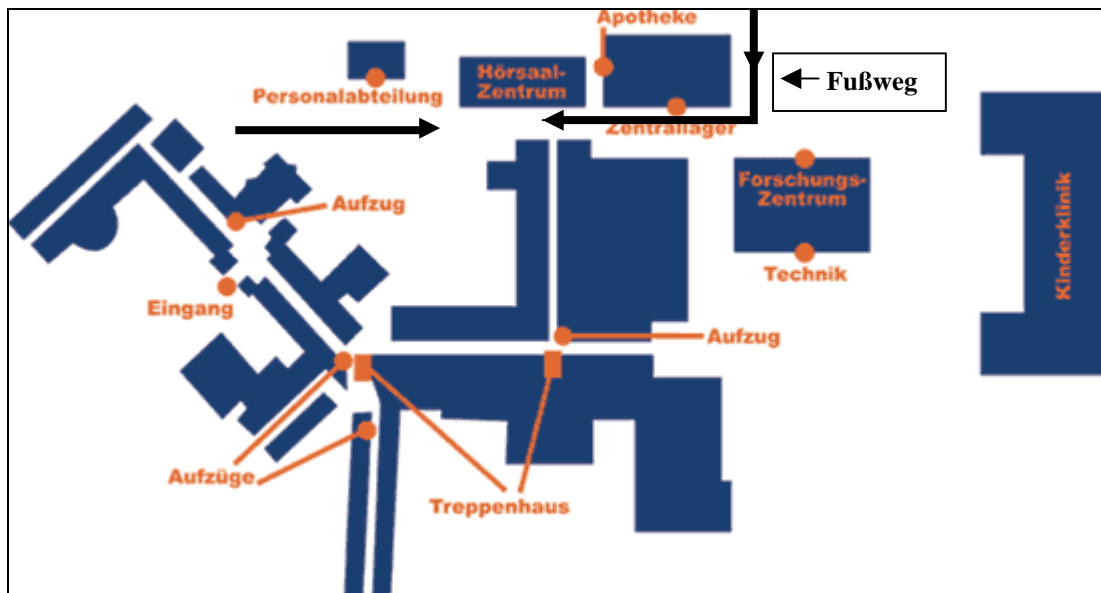 Apotheke
Fußweg
Hörsaal-
Zentrum
Personalabteilung
Zentrallager
Forschungs-
Zentrum
Kinderklinik
Aufzug
Technik
Eingang
Aufzug
Aufzüge
Treppenhaus